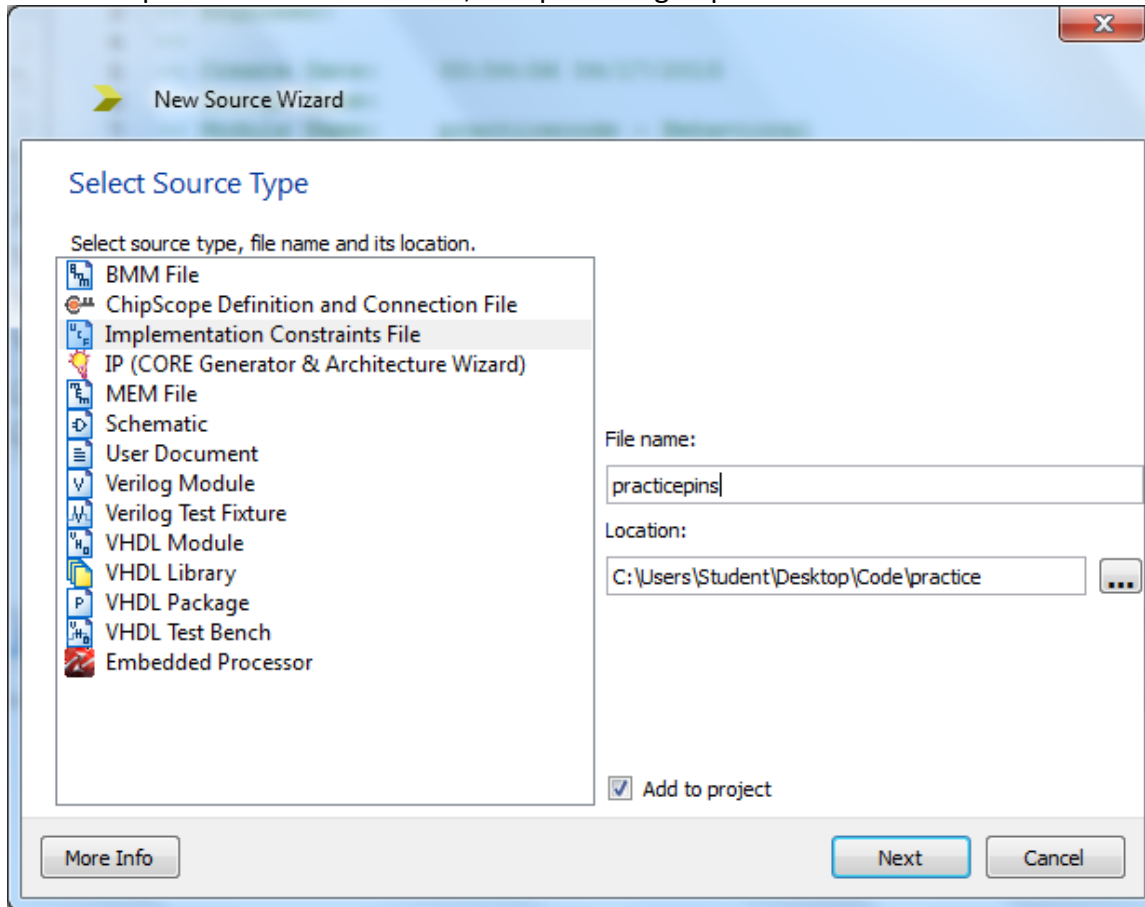 New Source Wizard
Select Source Type
Select source type, file name and its location.
BMM File
ChipScope Definition and Connection File
Implementation Constraints File
IP (CORE Generator & Architecture Wizard)
MEM File
Schematic
User Document
Verilog Module
Verilog Test Fixture
VHDL Module
VHDL Library
VHDL Package
VHDL Test Bench
Embedded Processor
File name:
practicepins
Location:
C:\Users\Student\Desktop\Code\practice
...
Add to project
More Info
Next
Cancel